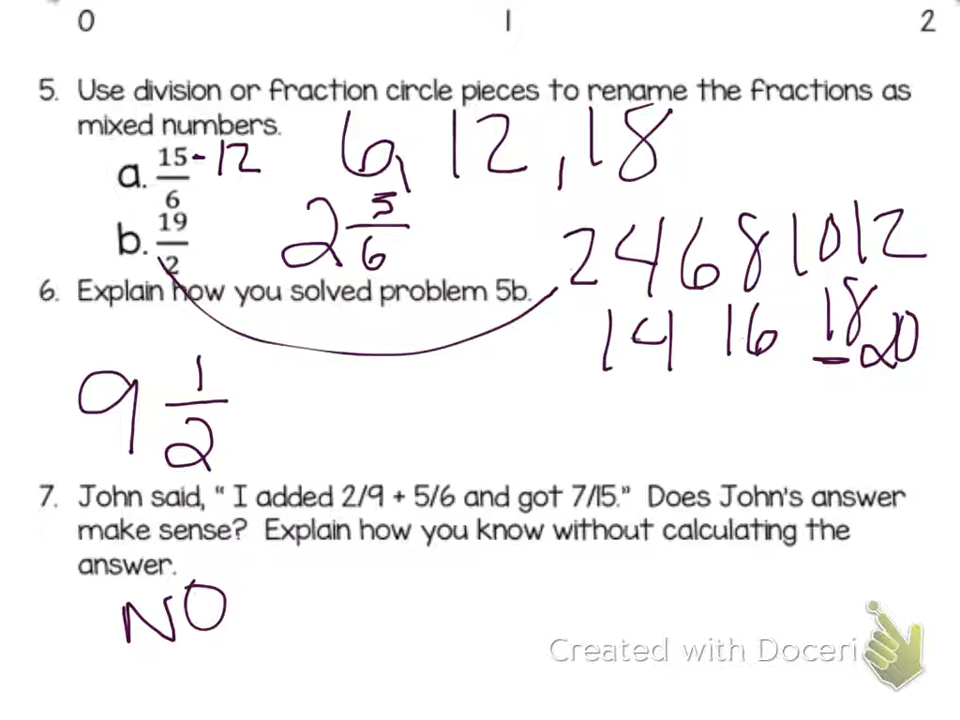 0 1 2
5. Use division or fraction circle pieces to rename the fractions as
mixed numbers.
6, 12, 18
a. 15/6 - 12
2 3/6
b. 19/2
2 4 6 8 10 12
14 16 18 20
6. Explain how you solved problem 5b.
9 1/2
7. John said, " I added 2/9 + 5/6 and got 7/15." Does John's answer
make sense? Explain how you know without calculating the
answer.
NO
Created with Doceri